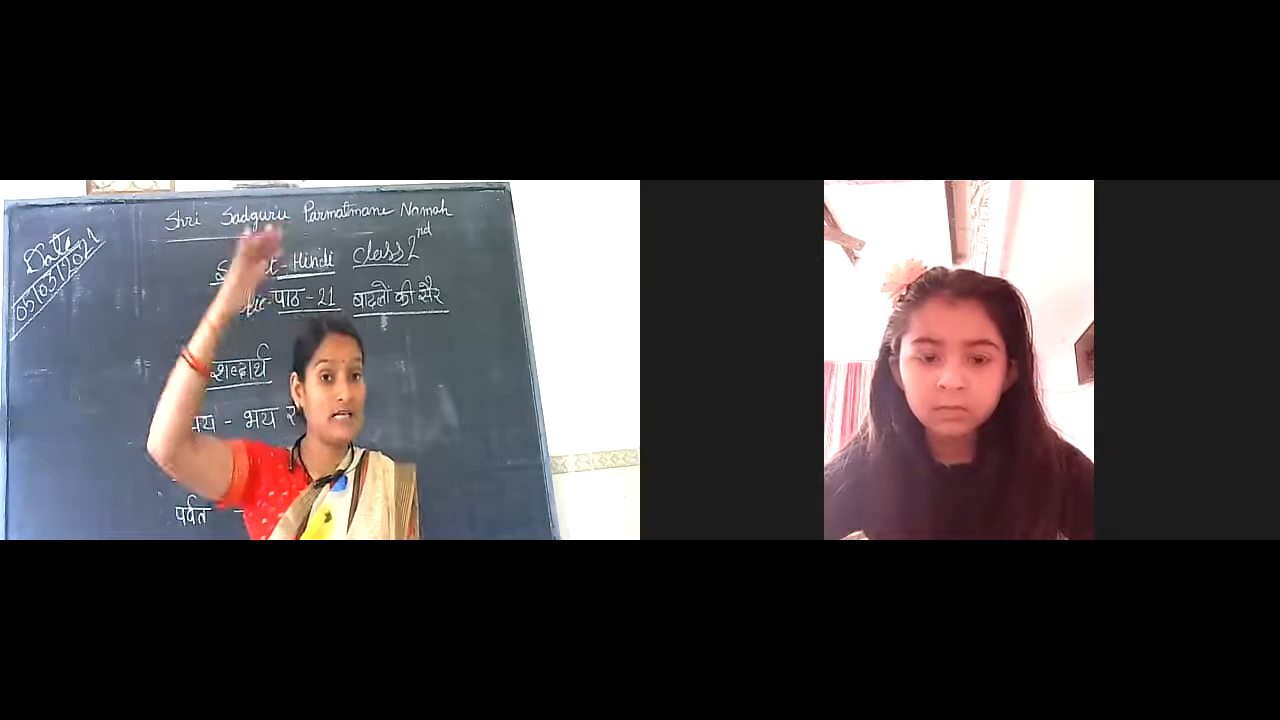 Shri Sadguru Parmatmane Namah
Date
05/03/2021
Hindi Class 2nd
पाठ - 21 बादलों की सैर
शब्दार्थ
भय
पर्वत -